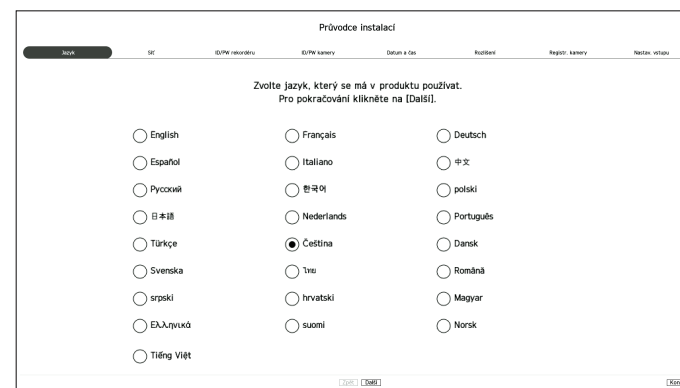 Průvodce instalací
Jazyk Síť ID/PW rekordéru ID/PW kamery Datum a čas Rozlišení Registr. kamery Nastav. vstupu
Zvolte jazyk, který se má v produktu používat.
Pro pokračování klikněte na [Další].
English Français Deutsch
Español Italiano 中文
Русский 한국어 polski
日本語 Nederlands Português
Türkçe Čeština Dansk
Svenska ไทย Română
srpski hrvatski Magyar
Ελληνικά suomi Norsk
Tiếng Việt
Zpět Další Kon